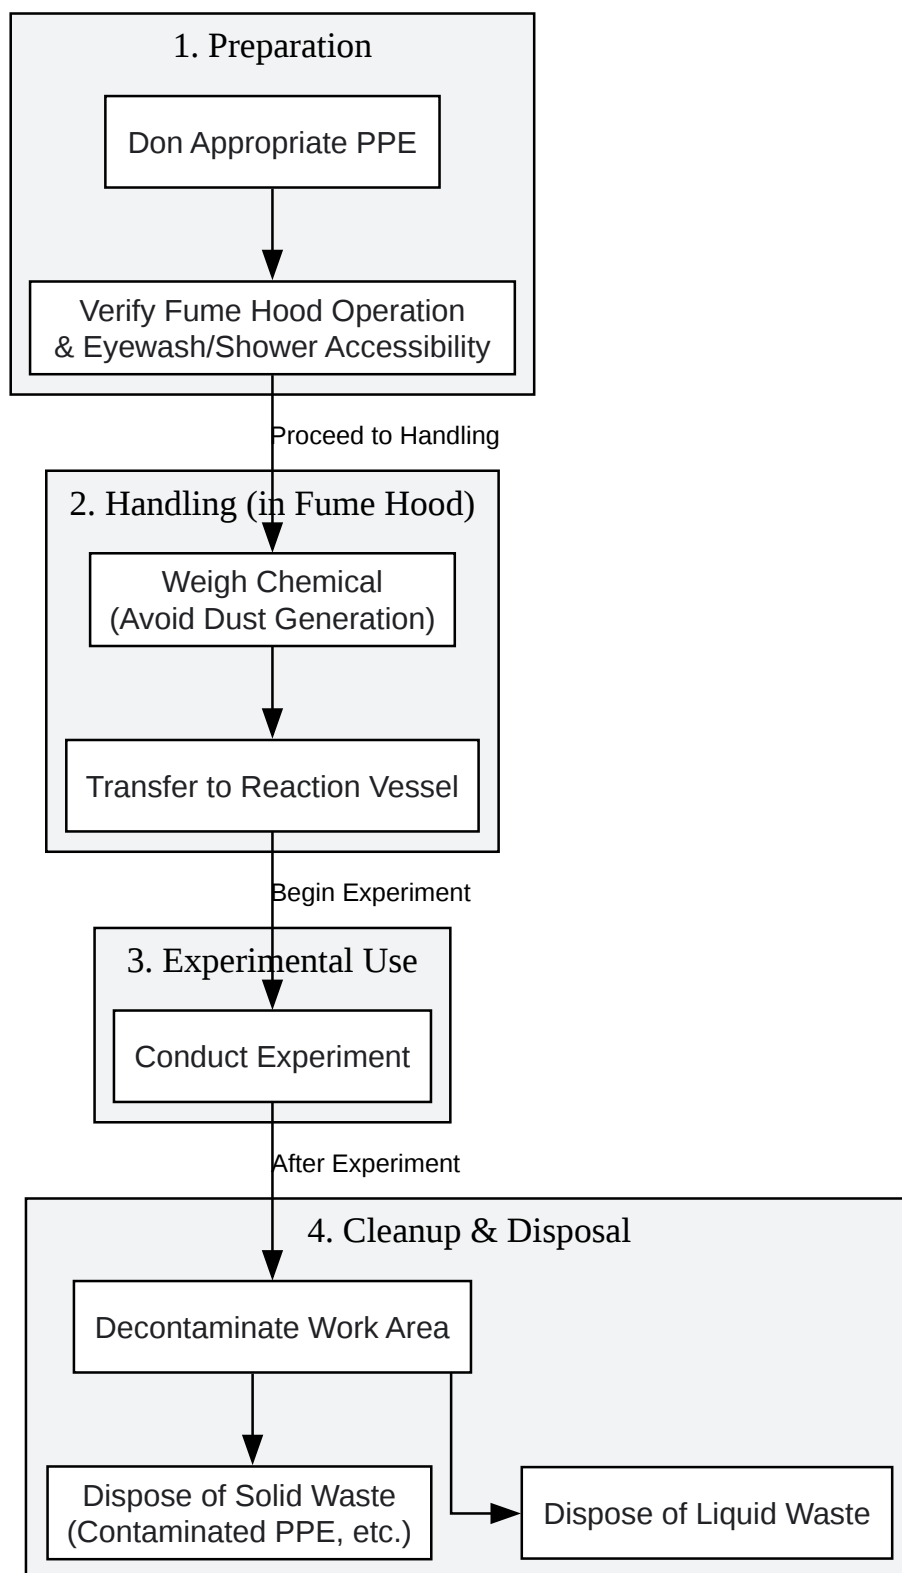 1. Preparation
Don Appropriate PPE
Verify Fume Hood Operation
& Eyewash/Shower Accessibility
Proceed to Handling
2. Handling (in Fume Hood)
Weigh Chemical
(Avoid Dust Generation)
Transfer to Reaction Vessel
Begin Experiment
3. Experimental Use
Conduct Experiment
After Experiment
4. Cleanup & Disposal
Decontaminate Work Area
Dispose of Solid Waste
(Contaminated PPE, etc.)
Dispose of Liquid Waste